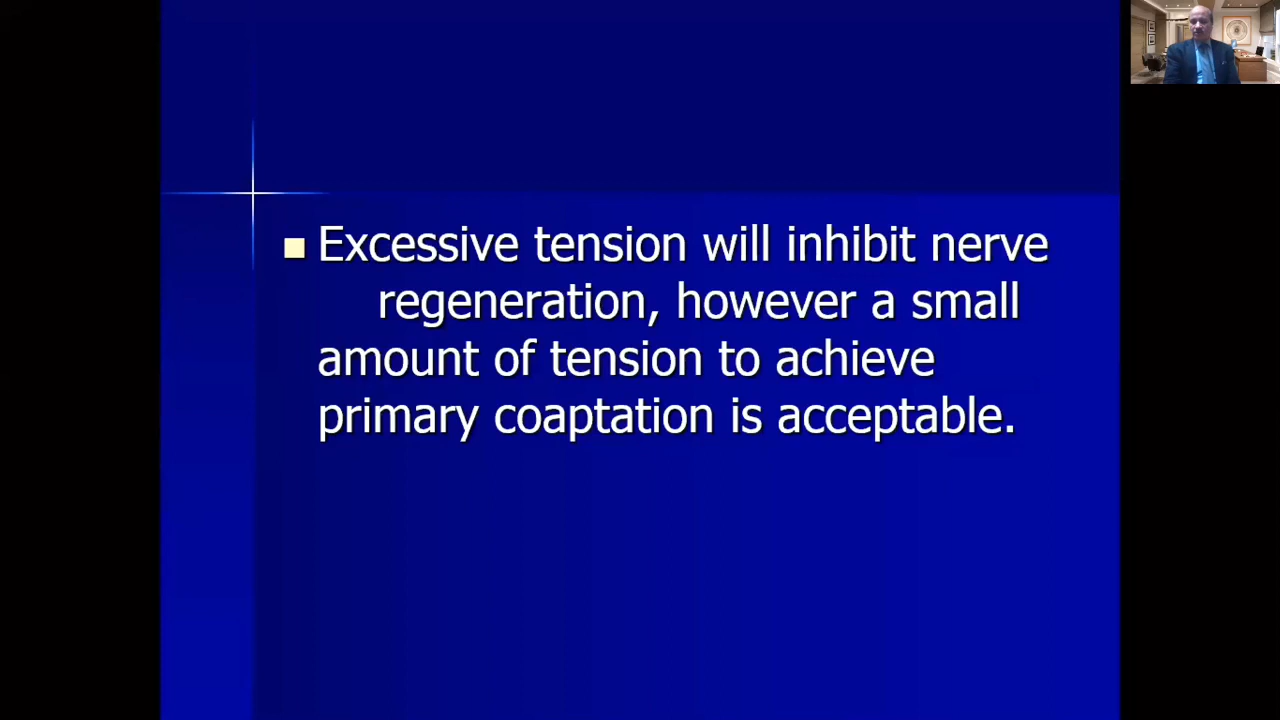 Excessive tension will inhibit nerve
regeneration, however a small
amount of tension to achieve
primary coaptation is acceptable.